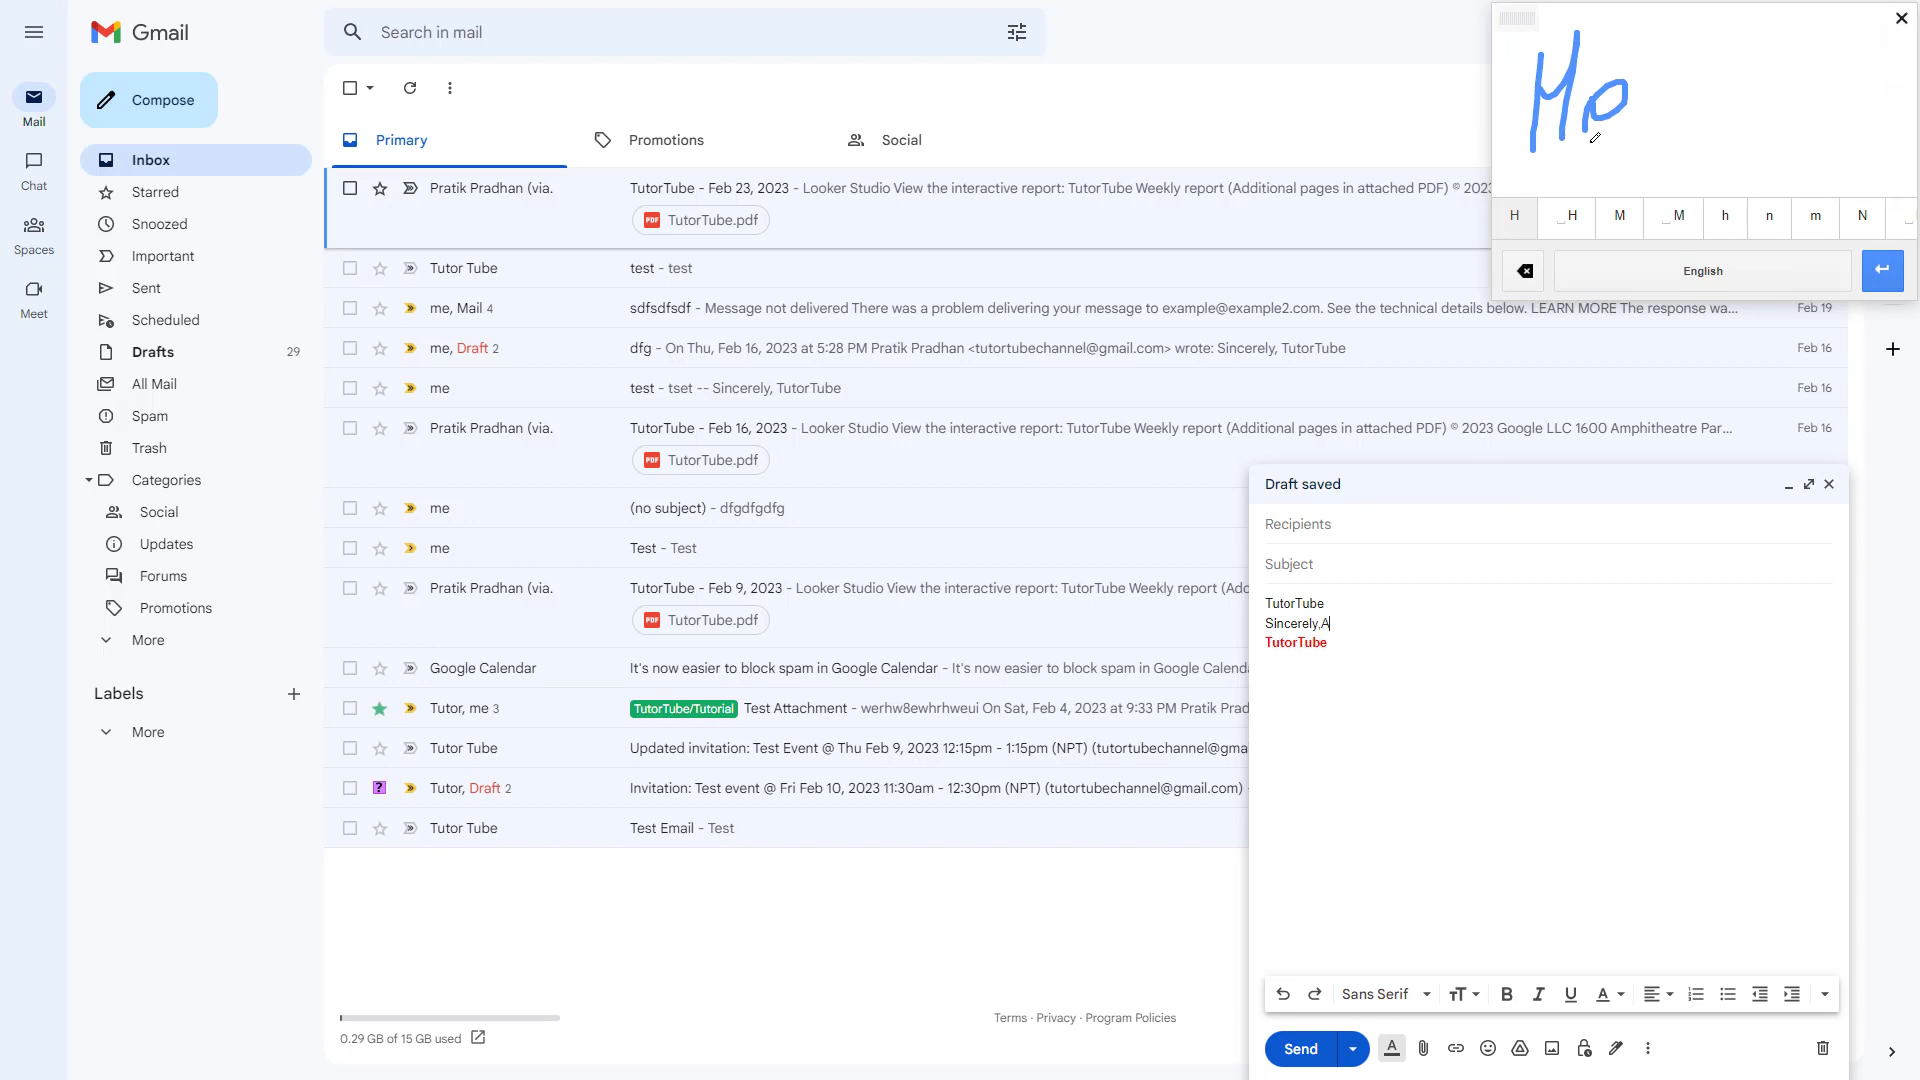 Gmail
Search in mail
Compose
Mail
Chat
Spaces
Meet
Inbox
Starred
Snoozed
Important
Sent
Scheduled
Drafts 29
All Mail
Spam
Trash
Categories
Social
Updates
Forums
Promotions
More
Labels
More
Primary
Promotions
Social
Pratik Pradhan (via. TutorTube - Feb 23, 2023 - Looker Studio View the interactive report: TutorTube Weekly report (Additional pages in attached PDF) © 2023
PDF TutorTube.pdf
Tutor Tube test - test
me, Mail 4 sdfsdfsdf - Message not delivered There was a problem delivering your message to example@example2.com. See the technical details below. LEARN MORE The response wa... Feb 19
me, Draft 2 dfg - On Thu, Feb 16, 2023 at 5:28 PM Pratik Pradhan <tutortubechannel@gmail.com> wrote: Sincerely, TutorTube Feb 16
me test - tset -- Sincerely, TutorTube Feb 16
Pratik Pradhan (via. TutorTube - Feb 16, 2023 - Looker Studio View the interactive report: TutorTube Weekly report (Additional pages in attached PDF) © 2023 Google LLC 1600 Amphitheatre Par... Feb 16
PDF TutorTube.pdf
me (no subject) - dfgdfgdfg
me Test - Test
Pratik Pradhan (via. TutorTube - Feb 9, 2023 - Looker Studio View the interactive report: TutorTube Weekly report (Add
PDF TutorTube.pdf
Google Calendar It's now easier to block spam in Google Calendar - It's now easier to block spam in Google Calend
Tutor, me 3 TutorTube/Tutorial Test Attachment - werhw8ewhrhweui On Sat, Feb 4, 2023 at 9:33 PM Pratik Prad
Tutor Tube Updated invitation: Test Event @ Thu Feb 9, 2023 12:15pm - 1:15pm (NPT) (tutortubechannel@gma
Tutor, Draft 2 Invitation: Test event @ Fri Feb 10, 2023 11:30am - 12:30pm (NPT) (tutortubechannel@gmail.com) -
Tutor Tube Test Email - Test
0.29 GB of 15 GB used
Terms · Privacy · Program Policies
H H M M h n m N
English
Draft saved
Recipients
Subject
TutorTube
Sincerely,A
TutorTube
Sans Serif
Send